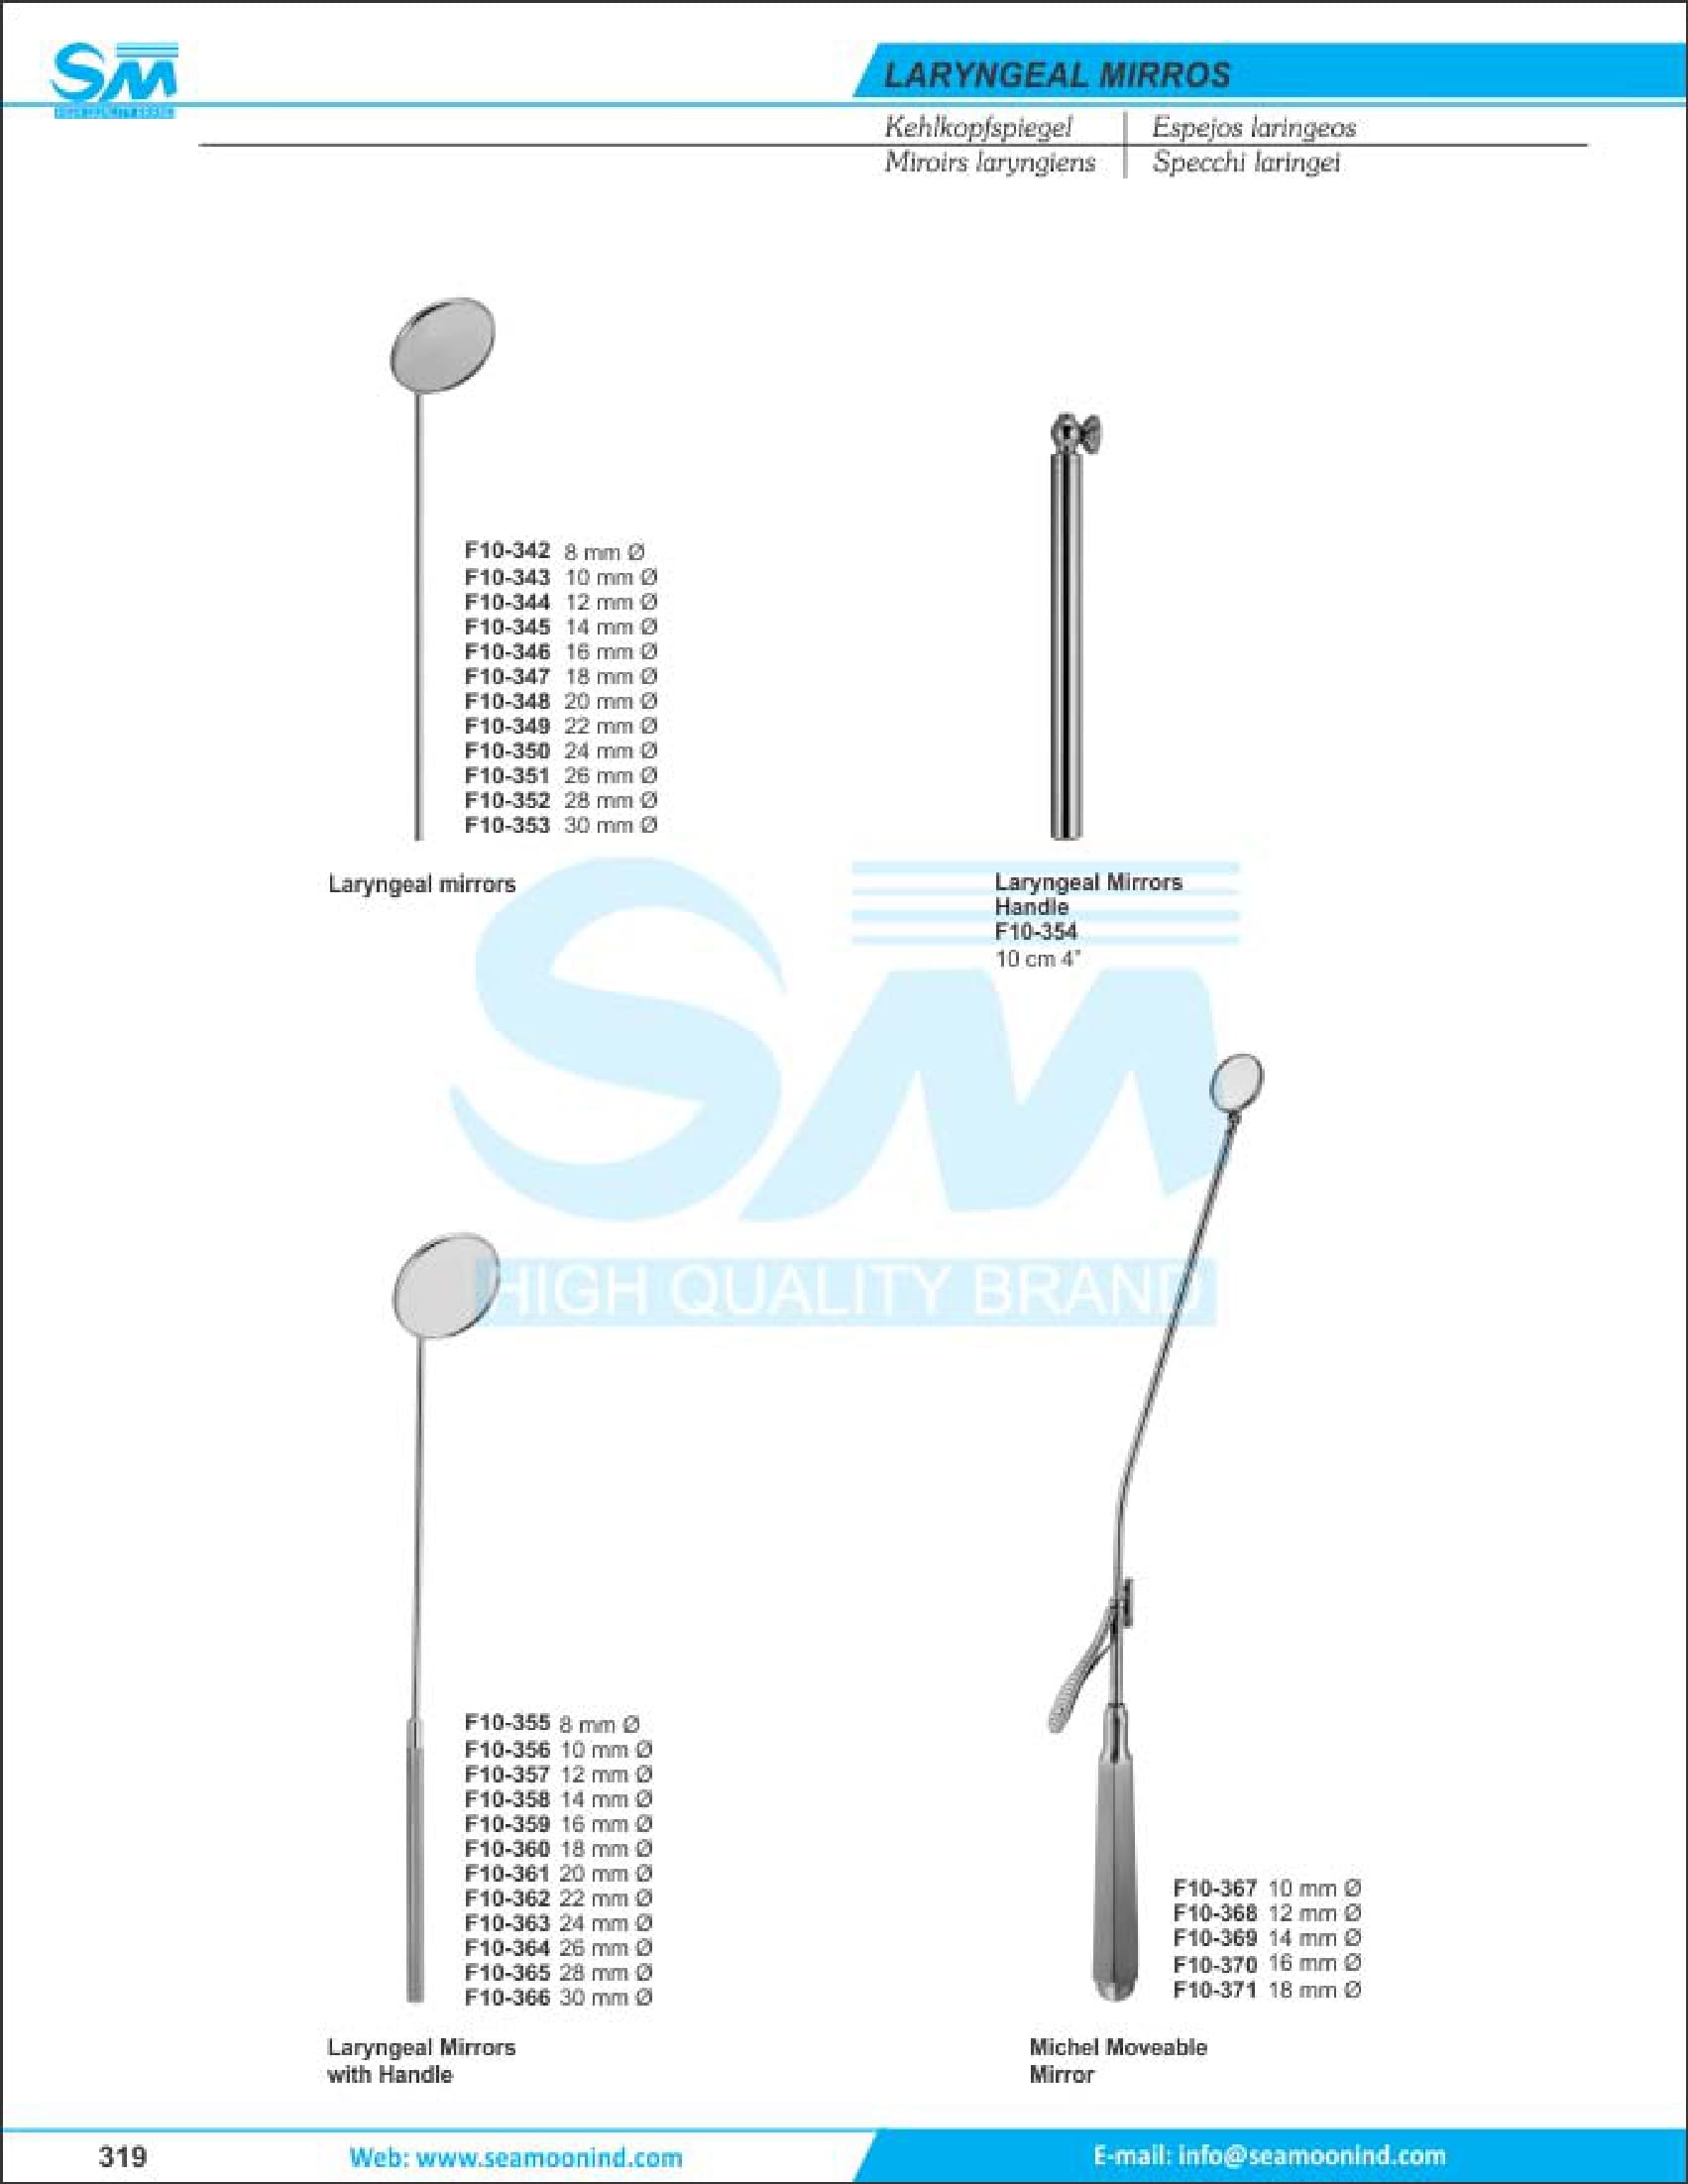 SM
LARYNGEAL MIRROS
Kehlkopfspiegel
Espejos laringeos
Miroirs laryngiens
Specchi laringei
F10-342 8 mm Ø
F10-343 10 mm Ø
F10-344 12 mm Ø
F10-345 14 mm Ø
F10-346 16 mm Ø
F10-347 18 mm Ø
F10-348 20 mm Ø
F10-349 22 mm Ø
F10-350 24 mm Ø
F10-351 26 mm Ø
F10-352 28 mm Ø
F10-353 30 mm Ø
Laryngeal mirrors
Laryngeal Mirrors
Handle
F10-354
10 cm 4"
SM
HIGH QUALITY BRAND
F10-355 8 mm Ø
F10-356 10 mm Ø
F10-357 12 mm Ø
F10-358 14 mm Ø
F10-359 16 mm Ø
F10-360 18 mm Ø
F10-361 20 mm Ø
F10-362 22 mm Ø
F10-363 24 mm Ø
F10-364 26 mm Ø
F10-365 28 mm Ø
F10-366 30 mm Ø
Laryngeal Mirrors
with Handle
F10-367 10 mm Ø
F10-368 12 mm Ø
F10-369 14 mm Ø
F10-370 16 mm Ø
F10-371 18 mm Ø
Michel Moveable
Mirror
319
Web: www.seamoonind.com
E-mail: info@seamoonind.com